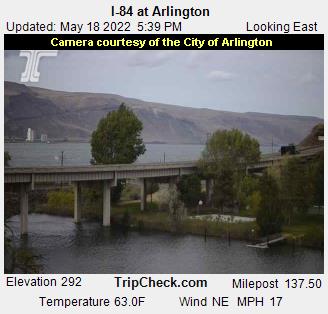 I-84 at Arlington
Updated: May 18 2022 5:39 PM Looking East
Camera courtesy of the City of Arlington
Elevation 292 TripCheck.com Milepost 137.50
Temperature 63.0F Wind NE MPH 17